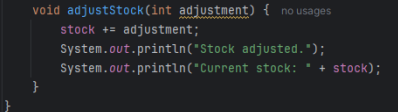 void adjustStock(int adjustment) { no usages
stock += adjustment;
System.out.println("Stock adjusted.");
System.out.println("Current stock: " + stock);
}
}